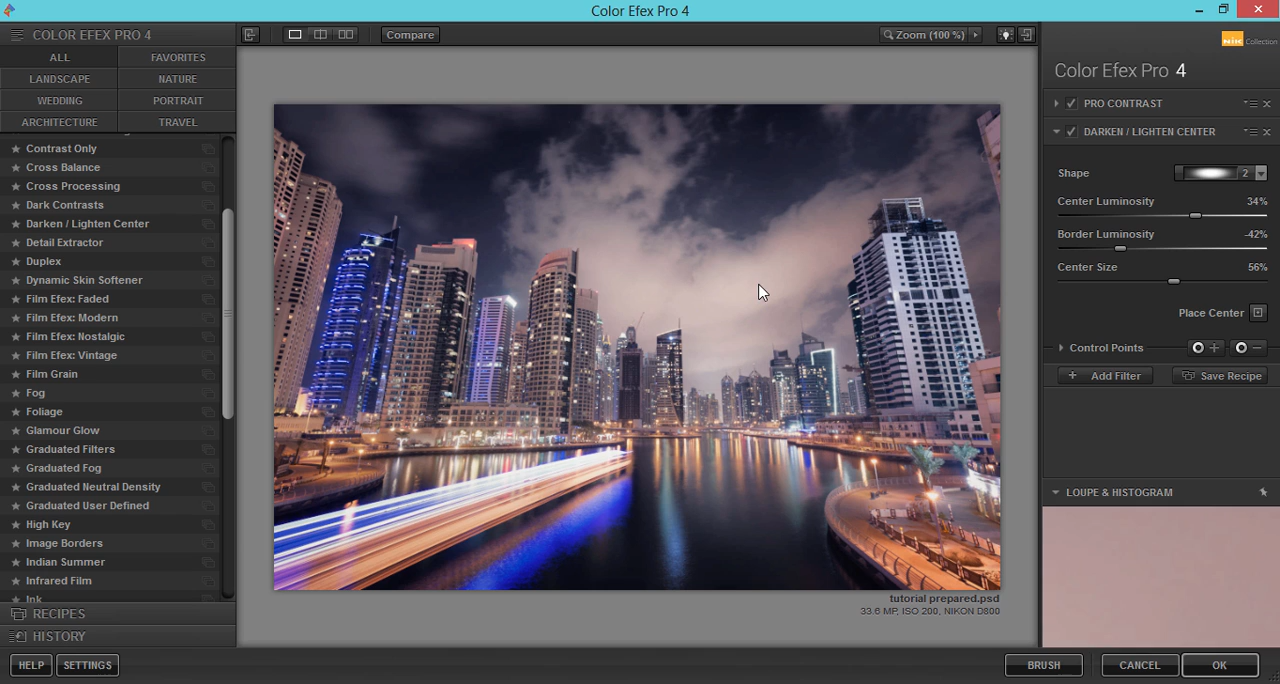 Color Efex Pro 4
COLOR EFEX PRO 4
ALL
FAVORITES
LANDSCAPE
NATURE
WEDDING
PORTRAIT
ARCHITECTURE
TRAVEL
Contrast Only
Cross Balance
Cross Processing
Dark Contrasts
Darken / Lighten Center
Detail Extractor
Duplex
Dynamic Skin Softener
Film Efex: Faded
Film Efex: Modern
Film Efex: Nostalgic
Film Efex: Vintage
Film Grain
Fog
Foliage
Glamour Glow
Graduated Filters
Graduated Fog
Graduated Neutral Density
Graduated User Defined
High Key
Image Borders
Indian Summer
Infrared Film
Ink
RECIPES
HISTORY
HELP
SETTINGS
Compare
Zoom (100 %)
tutorial prepared.psd
33.6 MP, ISO 200, NIKON D800
Nik Collection
Color Efex Pro 4
PRO CONTRAST
DARKEN / LIGHTEN CENTER
Shape 2
Center Luminosity 34%
Border Luminosity -42%
Center Size 56%
Place Center
Control Points
+ Add Filter
Save Recipe
LOUPE & HISTOGRAM
BRUSH
CANCEL
OK